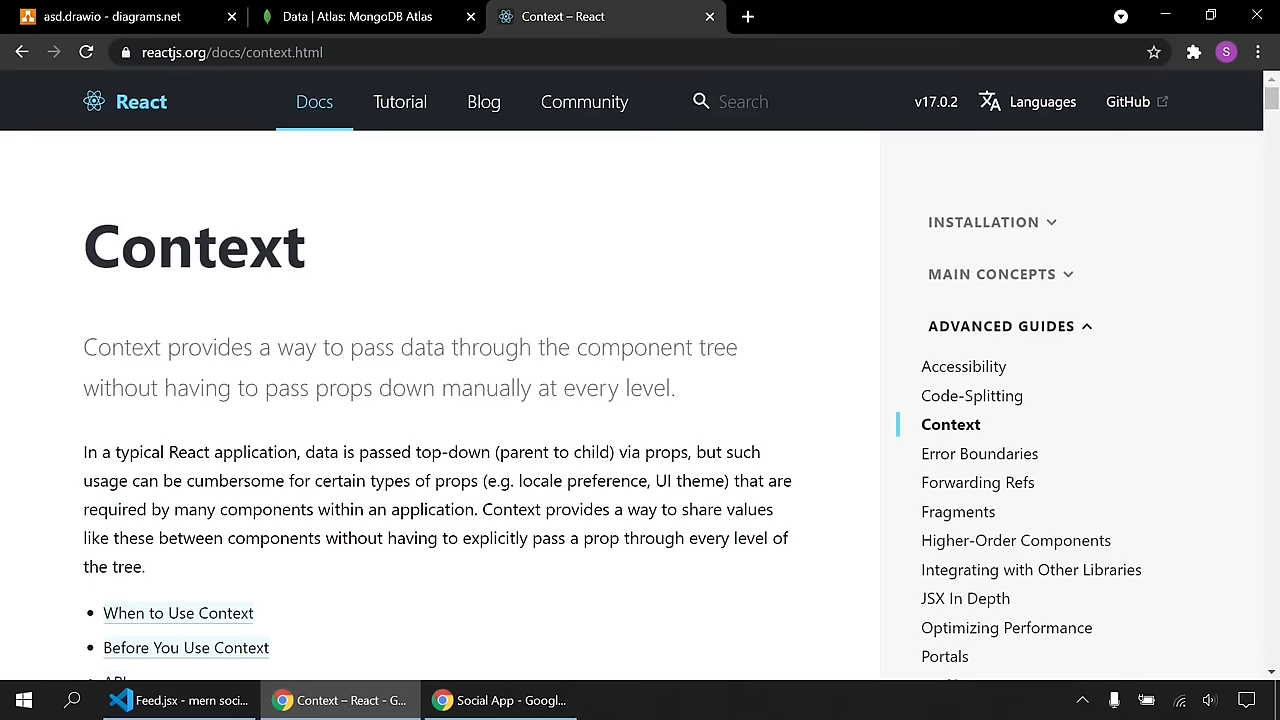 asd.drawio - diagrams.net
Data | Atlas: MongoDB Atlas
Context – React
reactjs.org/docs/context.html
S
React
Docs
Tutorial
Blog
Community
Search
v17.0.2
Languages
GitHub
Context
Context provides a way to pass data through the component tree
without having to pass props down manually at every level.
In a typical React application, data is passed top-down (parent to child) via props, but such
usage can be cumbersome for certain types of props (e.g. locale preference, UI theme) that are
required by many components within an application. Context provides a way to share values
like these between components without having to explicitly pass a prop through every level of
the tree.
When to Use Context
Before You Use Context
API
INSTALLATION
MAIN CONCEPTS
ADVANCED GUIDES
Accessibility
Code-Splitting
Context
Error Boundaries
Forwarding Refs
Fragments
Higher-Order Components
Integrating with Other Libraries
JSX In Depth
Optimizing Performance
Portals
Feed.jsx - mern soci...
Context – React - G...
Social App - Googl...